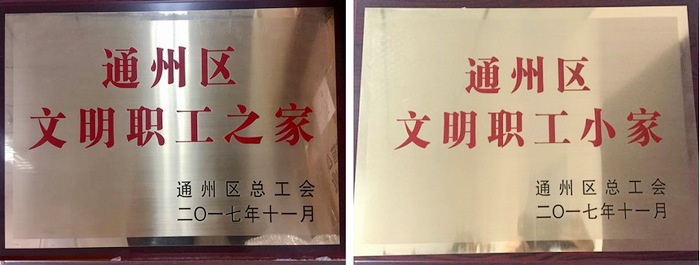 通州区
文明职工之家
通州区总工会
二〇一七年十一月
通州区
文明职工小家
通州区总工会
二〇一七年十一月